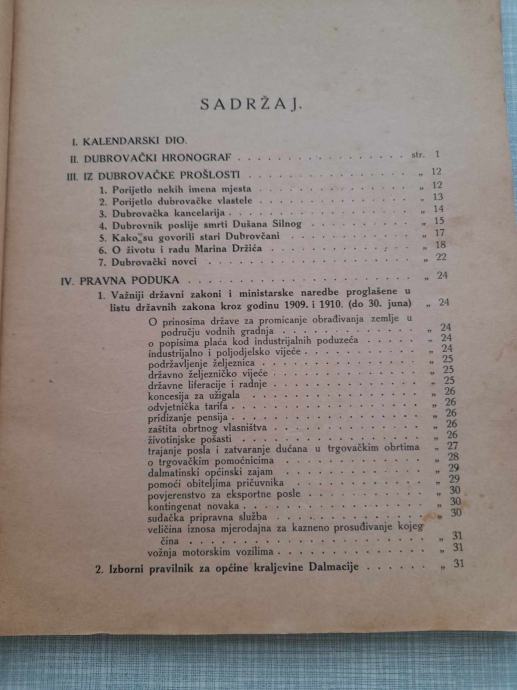 SADRŽAJ.
I. KALENDARSKI DIO.
II. DUBROVAČKI HRONOGRAF . . . . . . . . . . . . str. 1
III. IZ DUBROVAČKE PROŠLOSTI . . . . . . . . . . . . „ 12
1. Porijetlo nekih imena mjesta . . . . . . . . . . . . „ 12
2. Porijetlo dubrovačke vlastele . . . . . . . . . . . . „ 13
3. Dubrovačka kancelarija . . . . . . . . . . . . „ 14
4. Dubrovnik poslije smrti Dušana Silnog . . . . . . . . „ 15
5. Kako su govorili stari Dubrovčani . . . . . . . . . . „ 17
6. O životu i radu Marina Držića . . . . . . . . . . . . „ 18
7. Dubrovački novci . . . . . . . . . . . . „ 22
IV. PRAVNA PODUKA . . . . . . . . . . . . „ 24
1. Važniji državni zakoni i ministarske naredbe proglašene u
listu državnih zakona kroz godinu 1909. i 1910. (do 30. juna) „ 24
O prinosima države za promicanje obrađivanja zemlje u
području vodnih gradnja . . . . . . . . . . . . „ 24
o popisima plaća kod industrijalnih poduzeća . . . . . . „ 24
industrijalno i poljodjelsko vijeće . . . . . . . . . . „ 24
podržavljenje željeznica . . . . . . . . . . . . „ 25
državno željezničko vijeće . . . . . . . . . . . . „ 25
državne liferacije i radnje . . . . . . . . . . . . „ 25
koncesija za užigala . . . . . . . . . . . . „ 26
odvjetnička tarifa . . . . . . . . . . . . „ 26
pridizanje pensija . . . . . . . . . . . . „ 26
zaštita obrtnog vlasništva . . . . . . . . . . . . „ 26
životinjske pošasti . . . . . . . . . . . . „ 26
trajanje posla i zatvaranje dućana u trgovačkim obrtima „ 27
o trgovačkim pomoćnicima . . . . . . . . . . . . „ 28
dalmatinski općinski zajam . . . . . . . . . . . . „ 29
pomoći obiteljima pričuvnika . . . . . . . . . . . . „ 29
povjerenstvo za eksportne posle . . . . . . . . . . „ 30
kontingenat novaka . . . . . . . . . . . . „ 30
sudačka pripravna služba . . . . . . . . . . . . „ 30
veličina iznosa mjerodajna za kazneno prosuđivanje kojeg
čina . . . . . . . . . . . . „ 31
vožnja motorskim vozilima . . . . . . . . . . . . „ 31
2. Izborni pravilnik za općine kraljevine Dalmacije . . . . . . „ 31